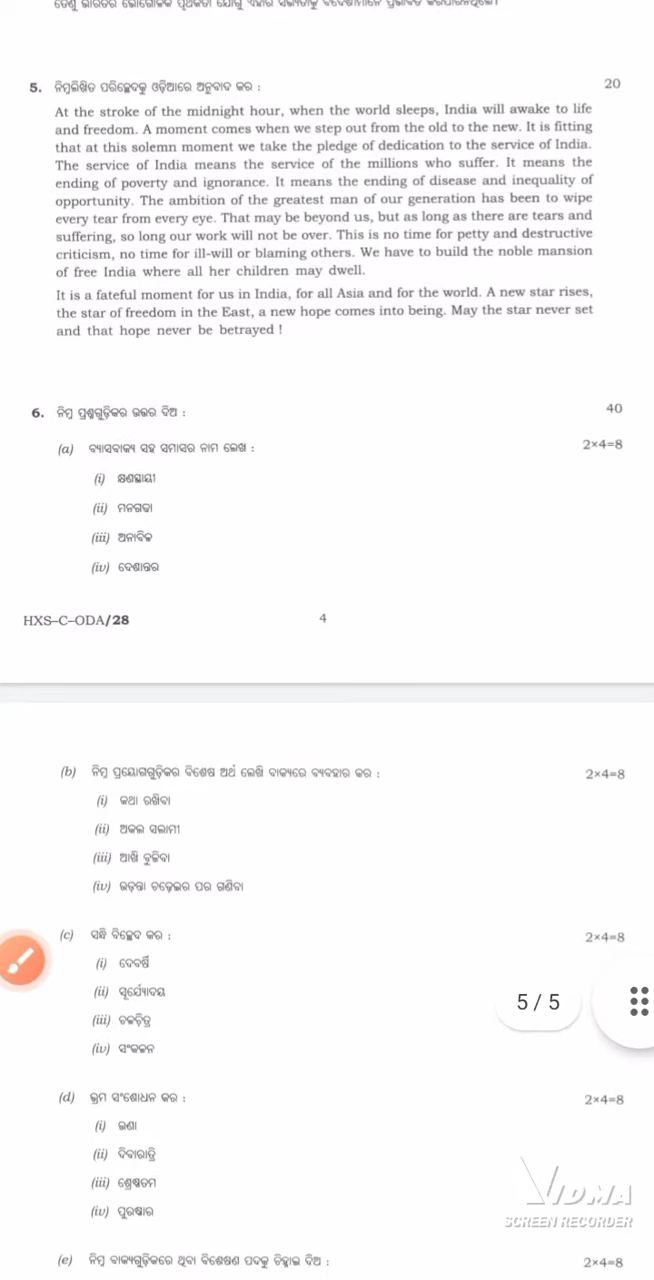 5. ନିମ୍ନଲିଖିତ ପରିଚ୍ଛେଦକୁ ଓଡ଼ିଆରେ ଅନୁବାଦ କର : 20
At the stroke of the midnight hour, when the world sleeps, India will awake to life
and freedom. A moment comes when we step out from the old to the new. It is fitting
that at this solemn moment we take the pledge of dedication to the service of India.
The service of India means the service of the millions who suffer. It means the
ending of poverty and ignorance. It means the ending of disease and inequality of
opportunity. The ambition of the greatest man of our generation has been to wipe
every tear from every eye. That may be beyond us, but as long as there are tears and
suffering, so long our work will not be over. This is no time for petty and destructive
criticism, no time for ill-will or blaming others. We have to build the noble mansion
of free India where all her children may dwell.
It is a fateful moment for us in India, for all Asia and for the world. A new star rises,
the star of freedom in the East, a new hope comes into being. May the star never set
and that hope never be betrayed !
6. ନିମ୍ନ ପ୍ରଶ୍ନଗୁଡ଼ିକର ଉତ୍ତର ଦିଅ : 40
(a) ବ୍ୟାସବାକ୍ୟ ସହ ସମାସର ନାମ ଲେଖ : 2×4=8
(i) କ୍ଷଣସ୍ଥାୟୀ
(ii) ମନଗଢା
(iii) ଅନାବିଳ
(iv) ଦେଶାନ୍ତର
HXS–C–ODA/28 4
(b) ନିମ୍ନ ପ୍ରୟୋଗଗୁଡ଼ିକର ବିଶେଷ ଅର୍ଥ ଲେଖି ବାକ୍ୟରେ ବ୍ୟବହାର କର : 2×4=8
(i) କଥା ରଖିବା
(ii) ଅକଲ ସଲାମୀ
(iii) ଆଖି ବୁଜିବା
(iv) ଉଡ଼ନ୍ତା ଚଢ଼େଇର ପର ଗଣିବା
(c) ସନ୍ଧି ବିଚ୍ଛେଦ କର : 2×4=8
(i) ଦେବର୍ଷି
(ii) ସୂର୍ଯ୍ୟୋଦୟ
5 / 5
(iii) ଚଳଚ୍ଚିତ୍ର
(iv) ସଂକଳନ
(d) ଭ୍ରମ ସଂଶୋଧନ କର : 2×4=8
(i) ଉଣା
(ii) ଦିବାରାତ୍ରି
(iii) ଶ୍ରେଷ୍ଠତମ
(iv) ପୁରଷ୍କାର
VIDMA
SCREEN RECORDER
(e) ନିମ୍ନ ବାକ୍ୟଗୁଡ଼ିକରେ ଥିବା ବିଶେଷଣ ପଦକୁ ଚିହ୍ନାଇ ଦିଅ : 2×4=8